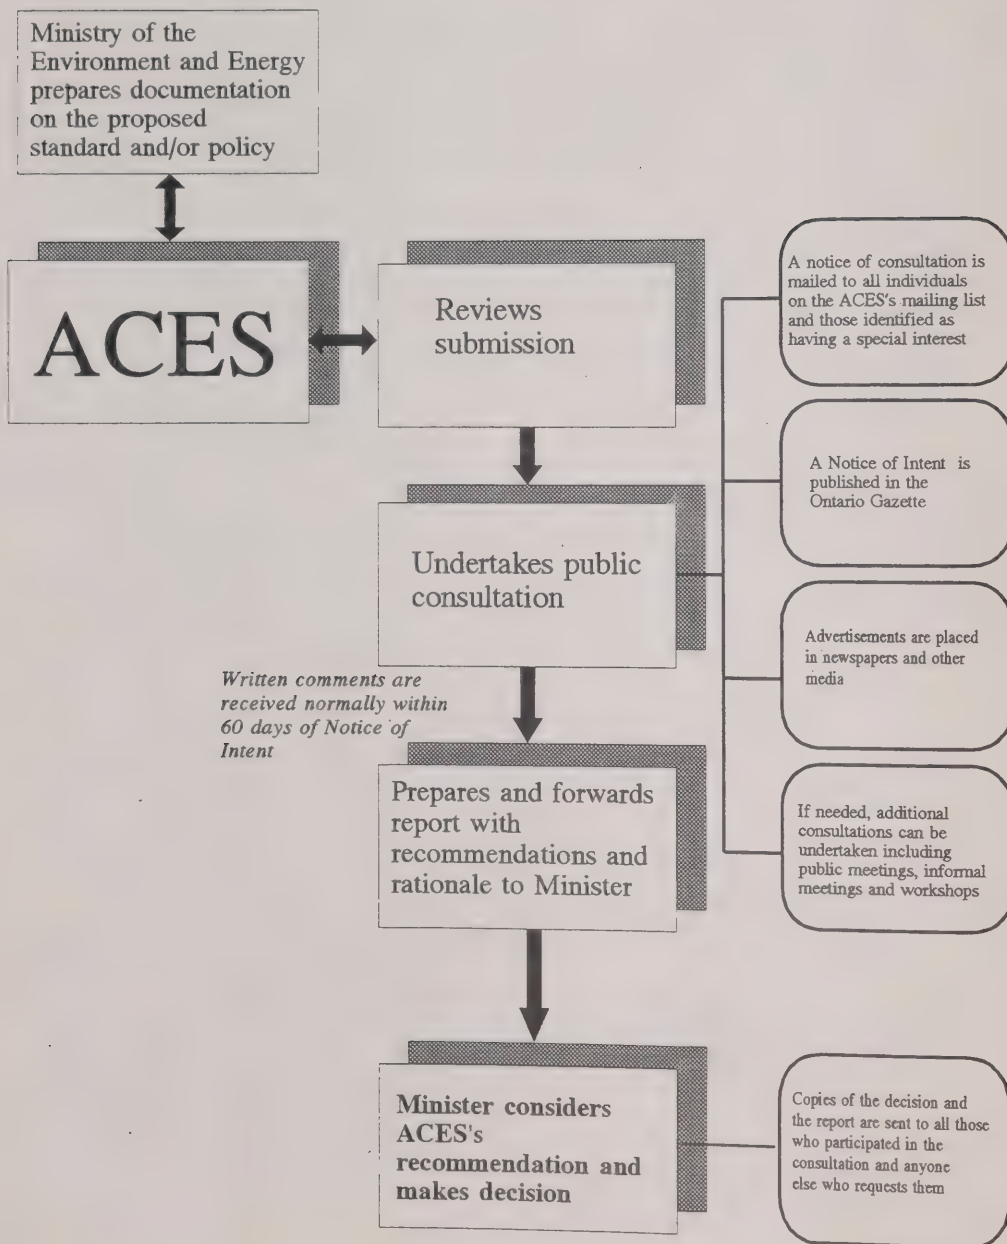 Ministry of the
Environment and Energy
prepares documentation
on the proposed
standard and/or policy
ACES
Reviews
submission
Undertakes public
consultation
Written comments are
received normally within
60 days of Notice of
Intent
Prepares and forwards
report with
recommendations and
rationale to Minister
Minister considers
ACES's
recommendation and
makes decision
A notice of consultation is
mailed to all individuals
on the ACES's mailing list
and those identified as
having a special interest
A Notice of Intent is
published in the
Ontario Gazette
Advertisements are placed
in newspapers and other
media
If needed, additional
consultations can be
undertaken including
public meetings, informal
meetings and workshops
Copies of the decision and
the report are sent to all those
who participated in the
consultation and anyone
else who requests them